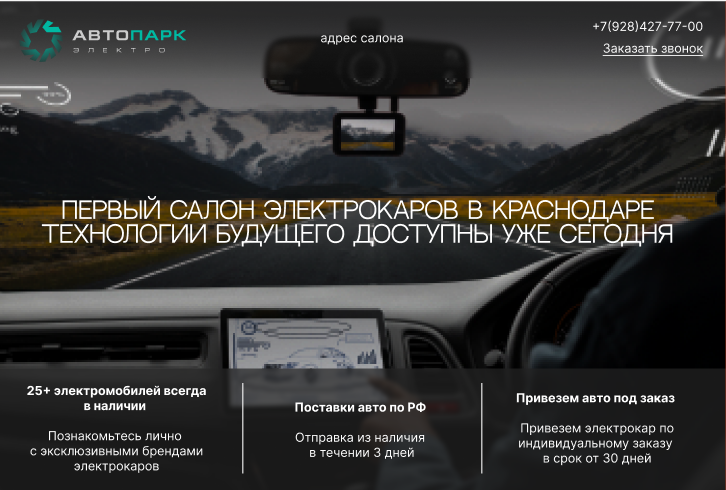 АВТОПАРК
ЭЛЕКТРО
адрес салона
+7(928)427-77-00
Заказать звонок
ПЕРВЫЙ САЛОН ЭЛЕКТРОКАРОВ В КРАСНОДАРЕ
ТЕХНОЛОГИИ БУДУЩЕГО ДОСТУПНЫ УЖЕ СЕГОДНЯ
25+ электромобилей всегда
в наличии
Познакомьтесь лично
с эксклюзивными брендами
электрокаров
Поставки авто по РФ
Отправка из наличия
в течении 3 дней
Привезем авто под заказ
Привезем электрокар по
индивидуальному заказу
в срок от 30 дней